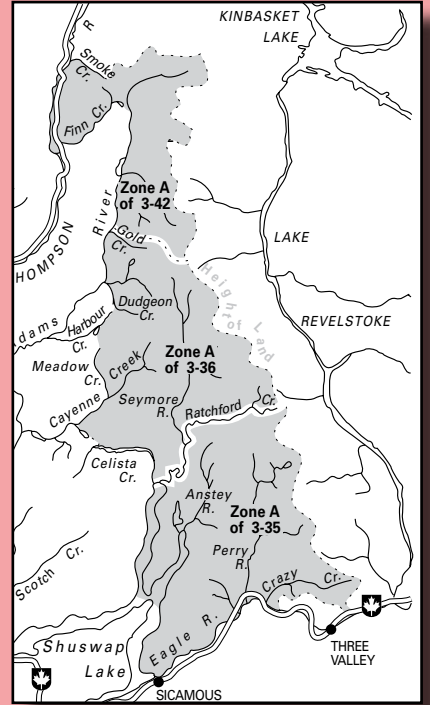 KINBASKET
LAKE
R
Smoke
Cr.
Finn Cr.
Zone A
of 3-42
River
HOMPSON
Gold
Cr.
LAKE
Height
of Land
REVELSTOKE
dams
Harbour
Cr.
Dudgeon
Cr.
Meadow
Cr.
Cayenne Creek
Zone A
of 3-36
Seymore
R.
Ratchford Cr.
Celista
Cr.
Anstey
R.
Zone A
of 3-35
Perry
R.
Scotch Cr.
Crazy Cr.
Eagle R.
Shuswap
Lake
THREE
VALLEY
SICAMOUS